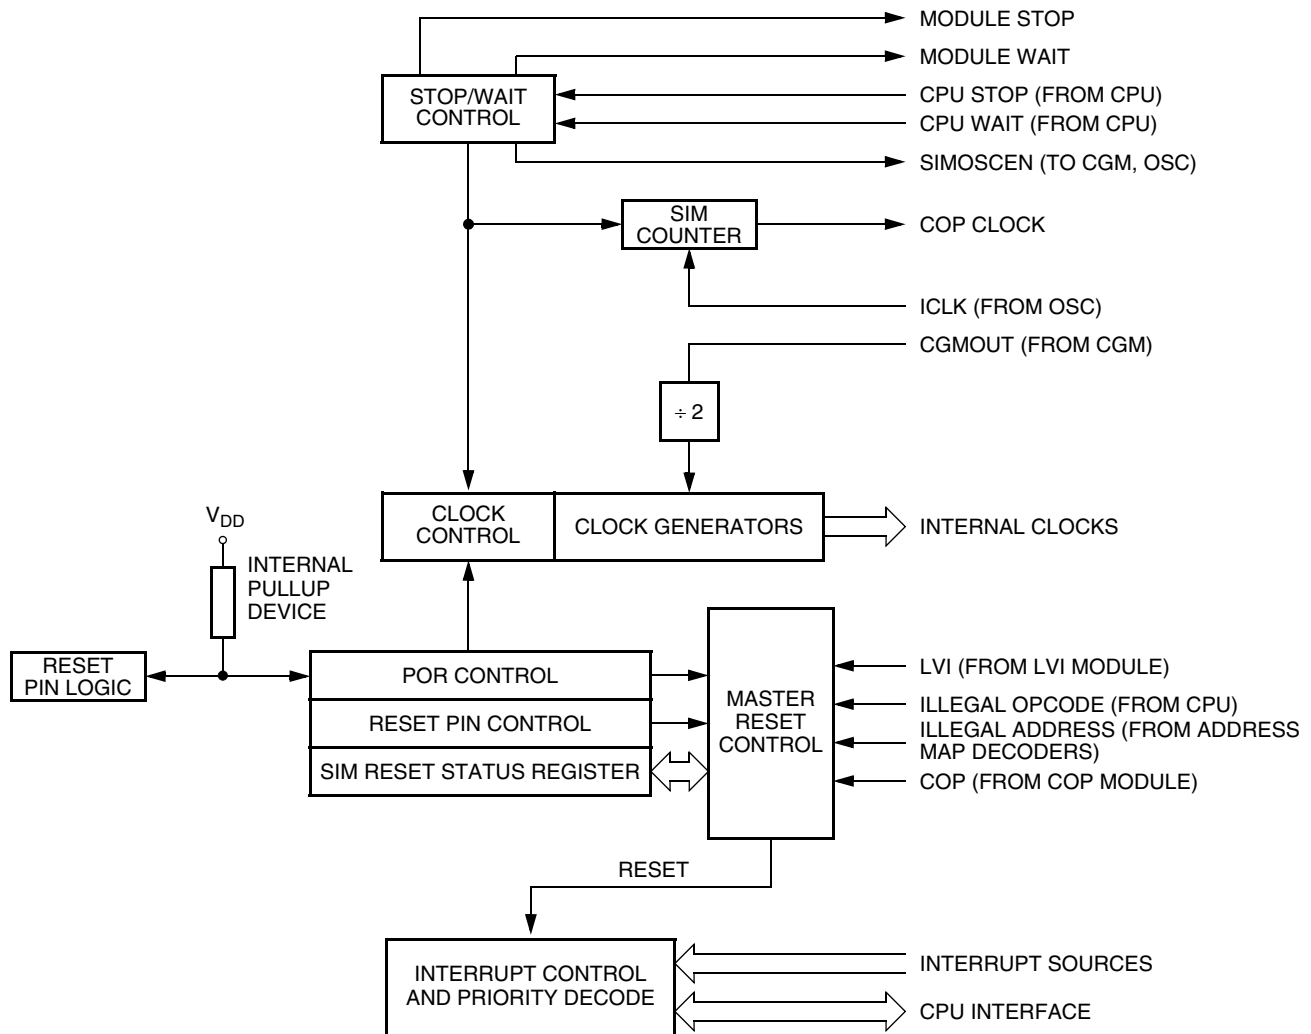 MODULE STOP
MODULE WAIT
STOP/WAIT
CONTROL
CPU STOP (FROM CPU)
CPU WAIT (FROM CPU)
SIMOSCEN (TO CGM, OSC)
SIM
COUNTER
COP CLOCK
ICLK (FROM OSC)
CGMOUT (FROM CGM)
÷ 2
CLOCK
CONTROL
CLOCK GENERATORS
INTERNAL CLOCKS
VDD
INTERNAL
PULLUP
DEVICE
RESET
PIN LOGIC
POR CONTROL
RESET PIN CONTROL
SIM RESET STATUS REGISTER
MASTER
RESET
CONTROL
LVI (FROM LVI MODULE)
ILLEGAL OPCODE (FROM CPU)
ILLEGAL ADDRESS (FROM ADDRESS
MAP DECODERS)
COP (FROM COP MODULE)
RESET
INTERRUPT CONTROL
AND PRIORITY DECODE
INTERRUPT SOURCES
CPU INTERFACE